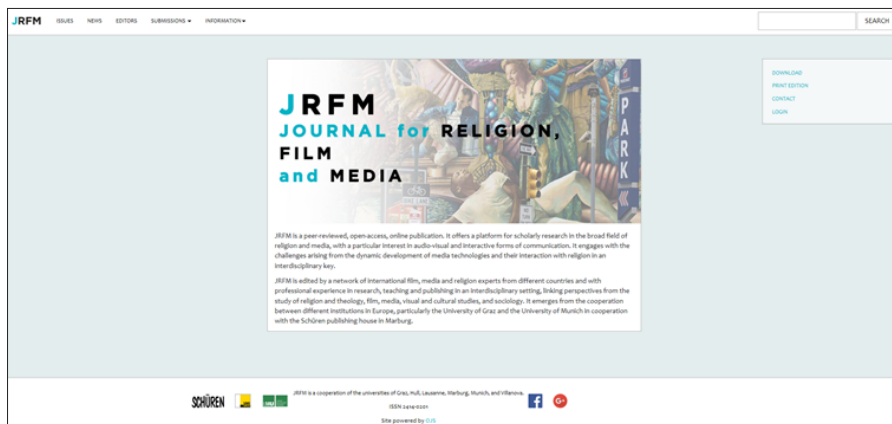 JRFM ISSUES NEWS EDITORS SUBMISSIONS INFORMATION SEARCH
DOWNLOAD
PRINT EDITION
CONTACT
LOGIN
JRFM
JOURNAL for RELIGION,
FILM
and MEDIA
PARK
JRFM is a peer-reviewed, open-access, online publication. It offers a platform for scholarly research in the broad field of
religion and media, with a particular interest in audio-visual and interactive forms of communication. It engages with the
challenges arising from the dynamic development of media technologies and their interaction with religion in an
interdisciplinary key.
JRFM is edited by a network of international film, media and religion experts from different countries and with
professional experience in research, teaching and publishing in an interdisciplinary setting, linking perspectives from the
study of religion and theology, film, media, visual and cultural studies, and sociology. It emerges from the cooperation
between different institutions in Europe, particularly the University of Graz and the University of Munich in cooperation
with the Schüren publishing house in Marburg.
SCHÜREN
JRFM is a cooperation of the universities of Graz, Hull, Lausanne, Marburg, Munich, and Villanova.
ISSN 2414-0201
Site powered by OJS